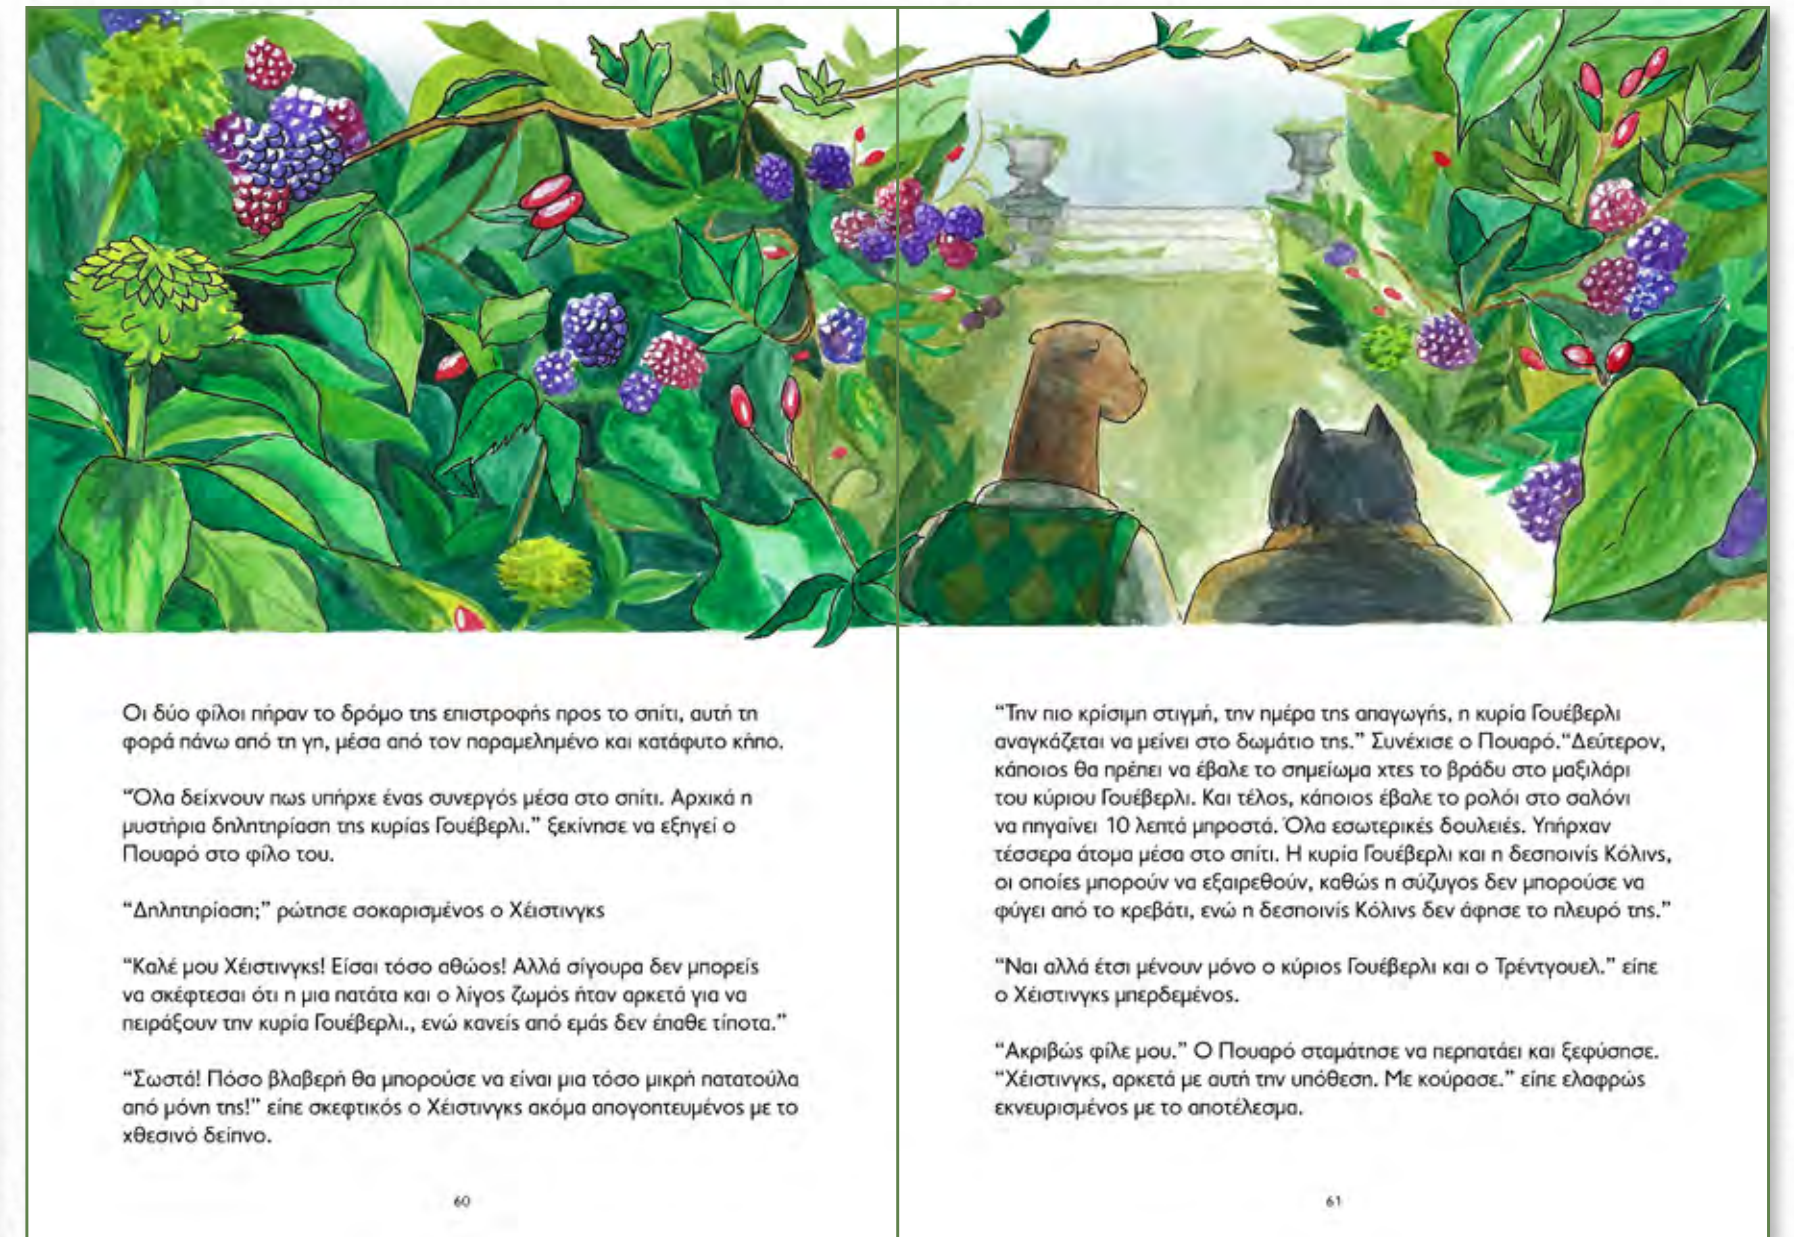 Οι δύο φίλοι πήραν το δρόμο της επιστροφής προς το σπίτι, αυτή τη
φορά πάνω από τη γη, μέσα από τον παραμελημένο και κατάφυτο κήπο.
“Όλα δείχνουν πως υπήρχε ένας συνεργός μέσα στο σπίτι. Αρχικά η
μυστήρια δηλητηρίαση της κυρίας Γουέβερλι.” ξεκίνησε να εξηγεί ο
Πουαρό στο φίλο του.
“Δηλητηρίαση;” ρώτησε σοκαρισμένος ο Χέιστινγκς
“Καλέ μου Χέιστινγκς! Είσαι τόσο αθώος! Αλλά σίγουρα δεν μπορείς
να σκέφτεσαι ότι η μια πατάτα και ο λίγος ζωμός ήταν αρκετά για να
πειράξουν την κυρία Γουέβερλι., ενώ κανείς από εμάς δεν έπαθε τίποτα.”
“Σωστά! Πόσο βλαβερή θα μπορούσε να είναι μια τόσο μικρή πατατούλα
από μόνη της!” είπε σκεφτικός ο Χέιστινγκς ακόμα απογοητευμένος με το
χθεσινό δείπνο.
60
“Την πιο κρίσιμη στιγμή, την ημέρα της απαγωγής, η κυρία Γουέβερλι
αναγκάζεται να μείνει στο δωμάτιο της.” Συνέχισε ο Πουαρό.“Δεύτερον,
κάποιος θα πρέπει να έβαλε το σημείωμα χτες το βράδυ στο μαξιλάρι
του κύριου Γουέβερλι. Και τέλος, κάποιος έβαλε το ρολόι στο σαλόνι
να πηγαίνει 10 λεπτά μπροστά. Όλα εσωτερικές δουλειές. Υπήρχαν
τέσσερα άτομα μέσα στο σπίτι. Η κυρία Γουέβερλι και η δεσποινίς Κόλινς,
οι οποίες μπορούν να εξαιρεθούν, καθώς η σύζυγος δεν μπορούσε να
φύγει από το κρεβάτι, ενώ η δεσποινίς Κόλινς δεν άφησε το πλευρό της.”
“Ναι αλλά έτσι μένουν μόνο ο κύριος Γουέβερλι και ο Τρέντγουελ.” είπε
ο Χέιστινγκς μπερδεμένος.
“Ακριβώς φίλε μου.” Ο Πουαρό σταμάτησε να περπατάει και ξεφύσησε.
“Χέιστινγκς, αρκετά με αυτή την υπόθεση. Με κούρασε.” είπε ελαφρώς
εκνευρισμένος με το αποτέλεσμα.
61